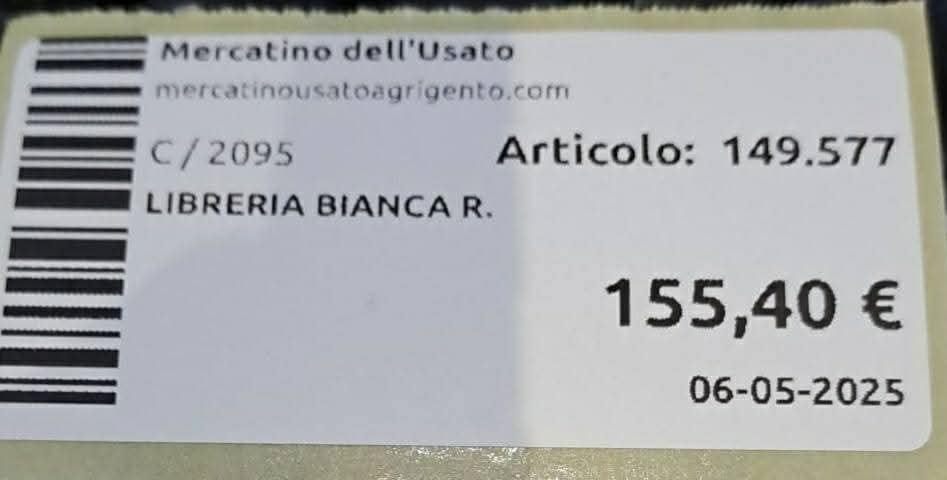 Mercatino dell'Usato
mercatinousatoagrigento.com
C/2095 Articolo: 149.577
LIBRERIA BIANCA R.
155,40 €
06-05-2025